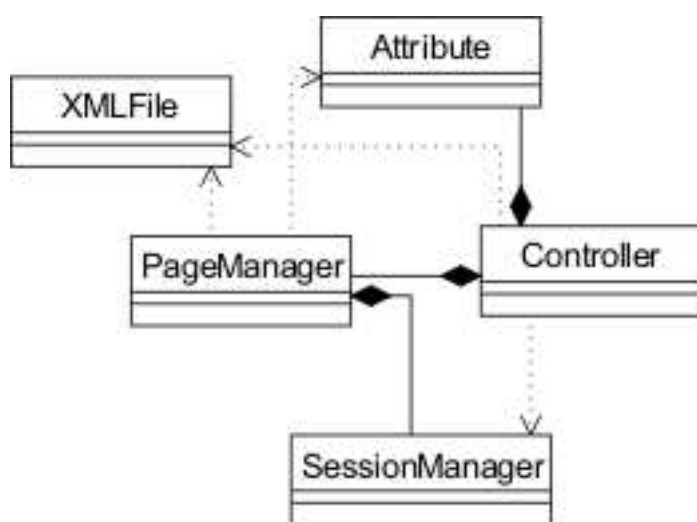 Attribute
XMLFile
Controller
PageManager
SessionManager